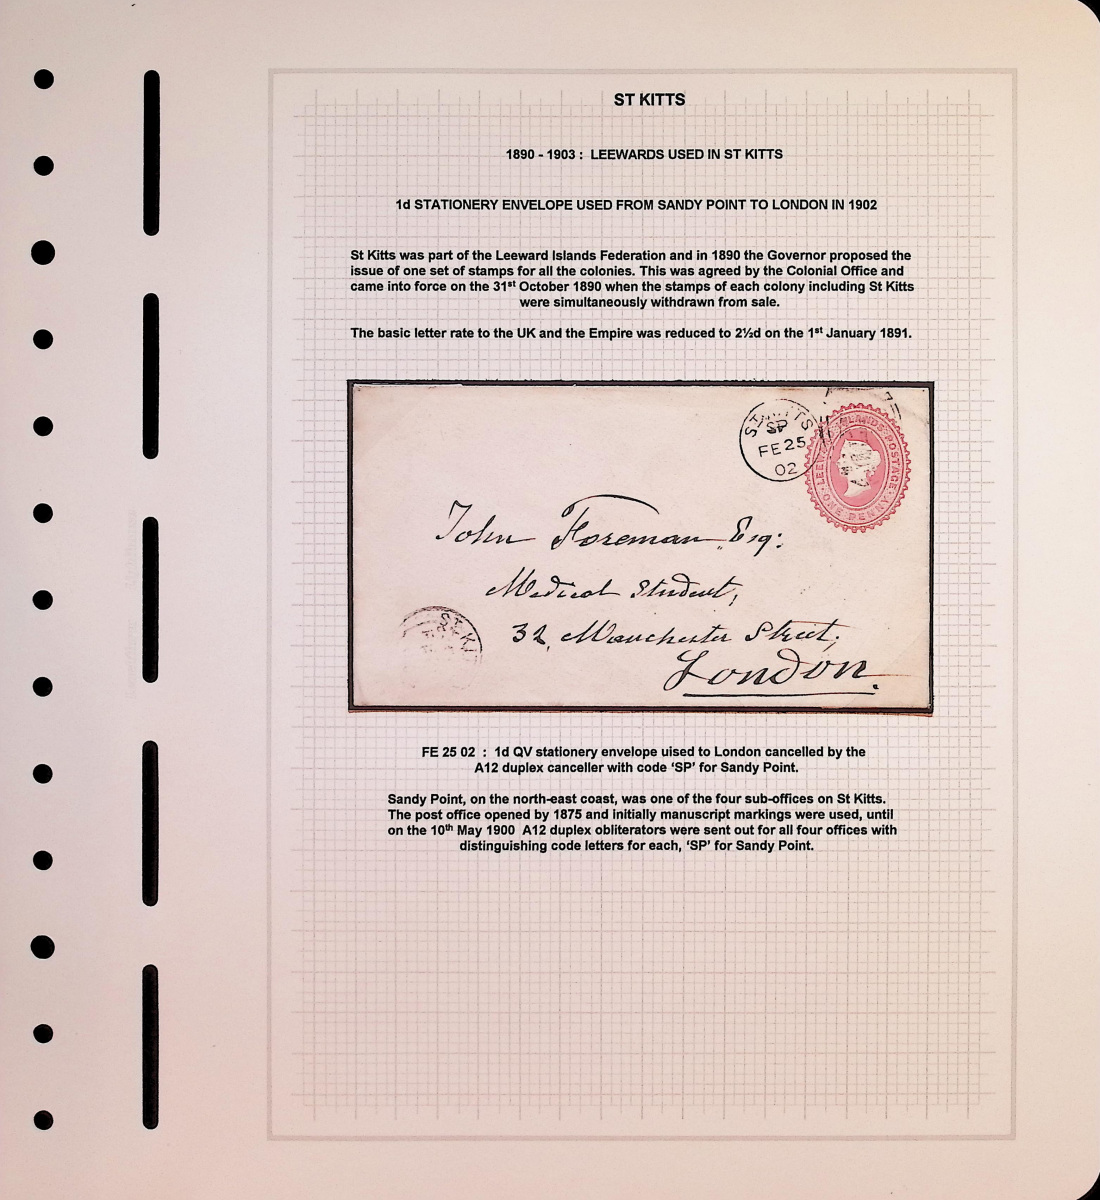 ST KITTS
1890 - 1903 : LEEWARDS USED IN ST KITTS
1d STATIONERY ENVELOPE USED FROM SANDY POINT TO LONDON IN 1902
St Kitts was part of the Leeward Islands Federation and in 1890 the Governor proposed the
issue of one set of stamps for all the colonies. This was agreed by the Colonial Office and
came into force on the 31st October 1890 when the stamps of each colony including St Kitts
were simultaneously withdrawn from sale.
The basic letter rate to the UK and the Empire was reduced to 2½d on the 1st January 1891.
ST KITTS
SP
FE 25
02
POSTAGE
ONE PENNY
John Foreman Esq:
Medical Student,
32, Manchester Street,
London.
ST. KIT
FE 25 02 : 1d QV stationery envelope uised to London cancelled by the
A12 duplex canceller with code ‘SP’ for Sandy Point.
Sandy Point, on the north-east coast, was one of the four sub-offices on St Kitts.
The post office opened by 1875 and initially manuscript markings were used, until
on the 10th May 1900 A12 duplex obliterators were sent out for all four offices with
distinguishing code letters for each, ‘SP’ for Sandy Point.